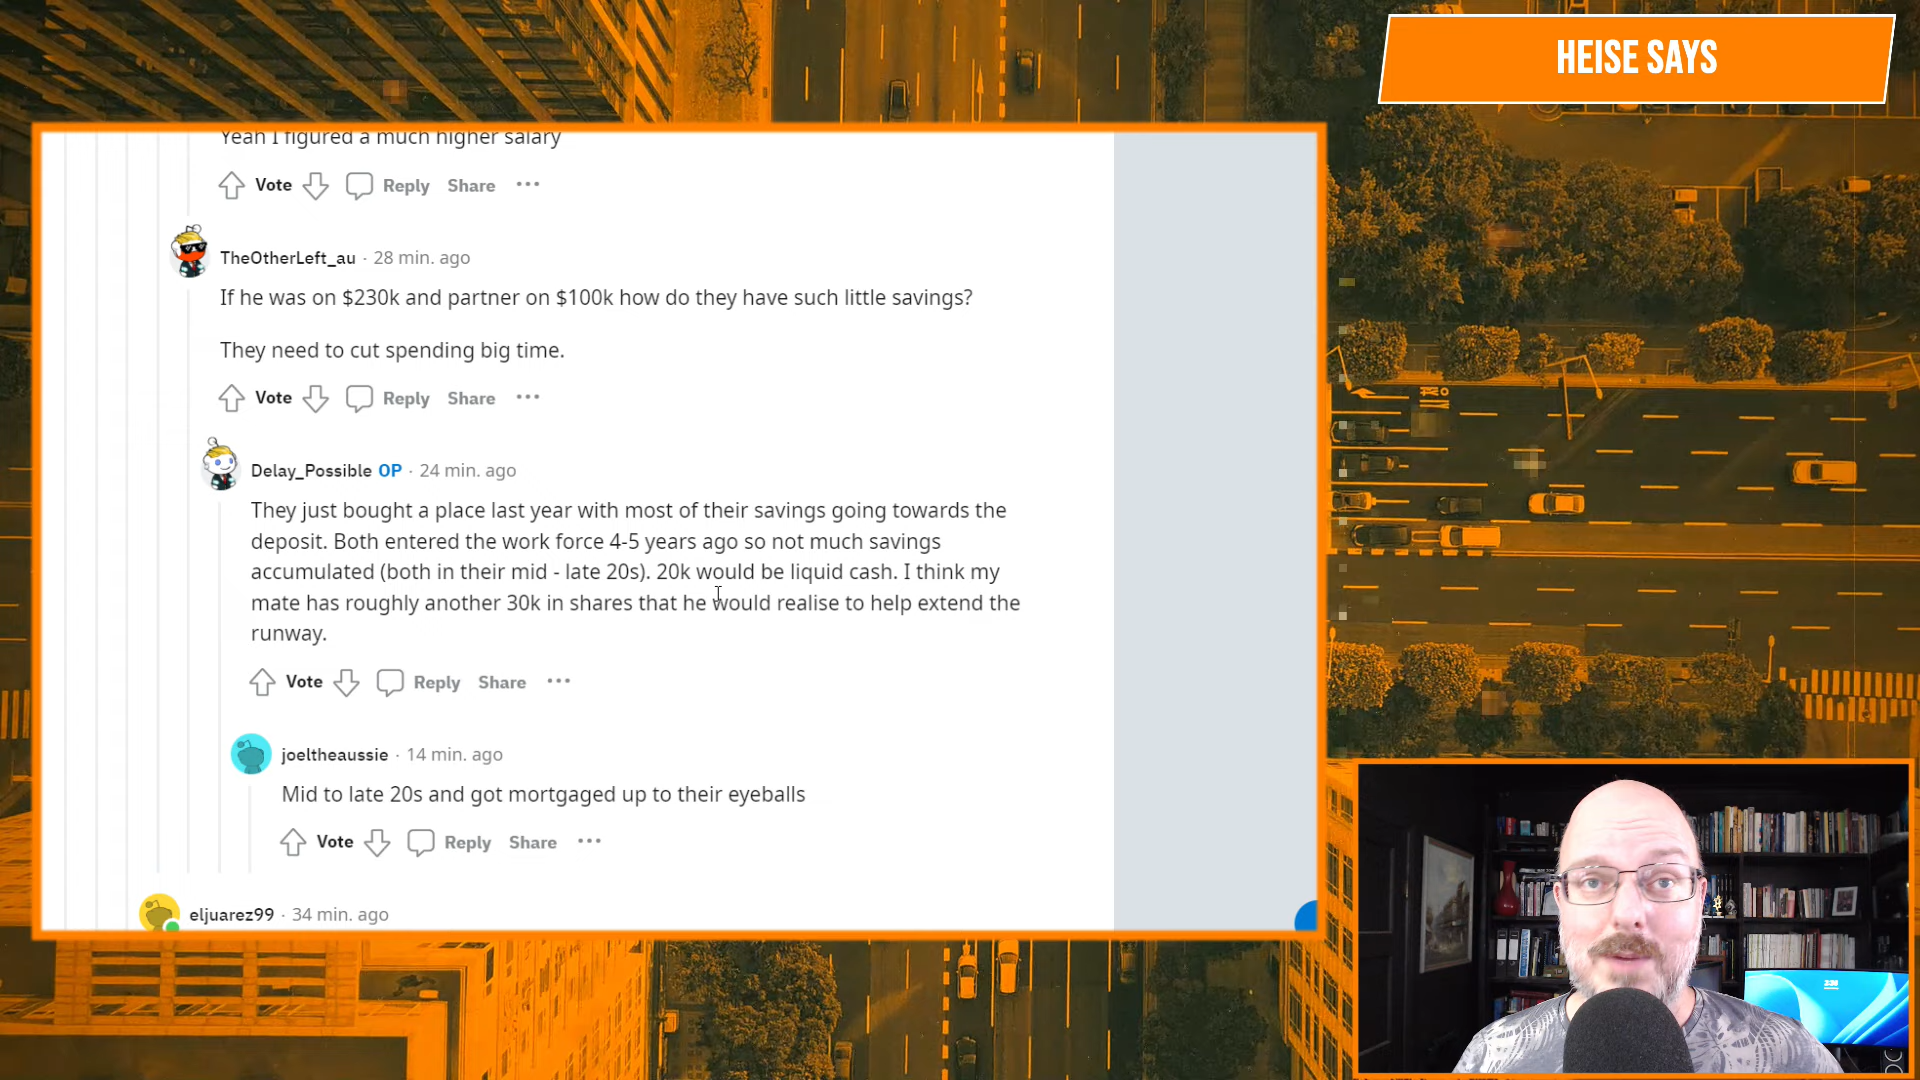 HEISE SAYS
Yeah I figured a much higher salary
Vote Reply Share
TheOtherLeft_au · 28 min. ago
If he was on $230k and partner on $100k how do they have such little savings?
They need to cut spending big time.
Vote Reply Share
Delay_Possible OP · 24 min. ago
They just bought a place last year with most of their savings going towards the
deposit. Both entered the work force 4-5 years ago so not much savings
accumulated (both in their mid - late 20s). 20k would be liquid cash. I think my
mate has roughly another 30k in shares that he would realise to help extend the
runway.
Vote Reply Share
joeltheaussie · 14 min. ago
Mid to late 20s and got mortgaged up to their eyeballs
Vote Reply Share
eljuarez99 · 34 min. ago